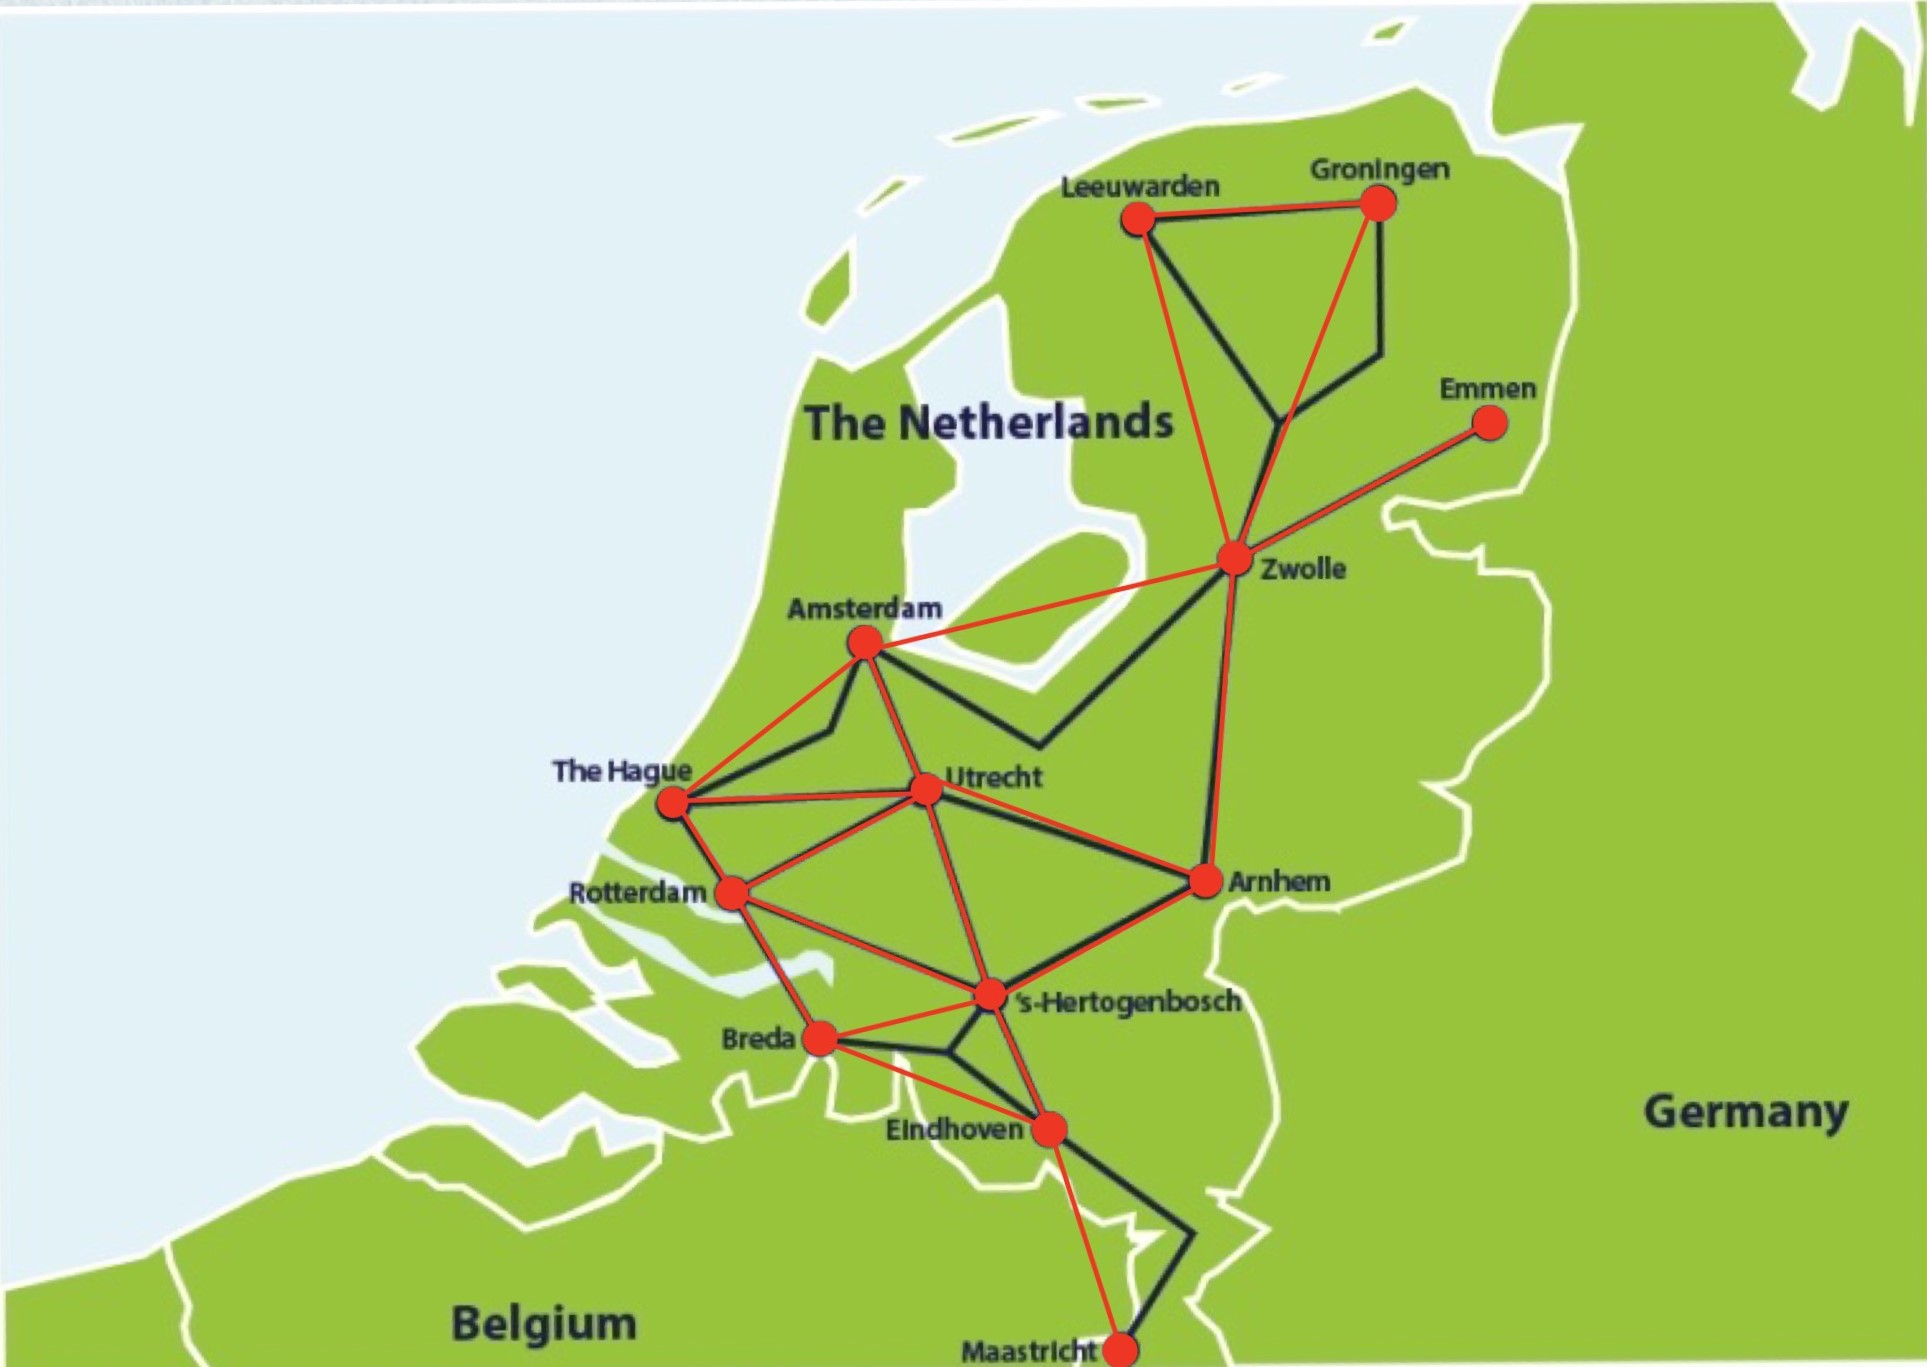 Groningen
Leeuwarden
Emmen
The Netherlands
Zwolle
Amsterdam
The Hague
Utrecht
Rotterdam
Arnhem
's-Hertogenbosch
Breda
Eindhoven
Germany
Belgium
Maastricht